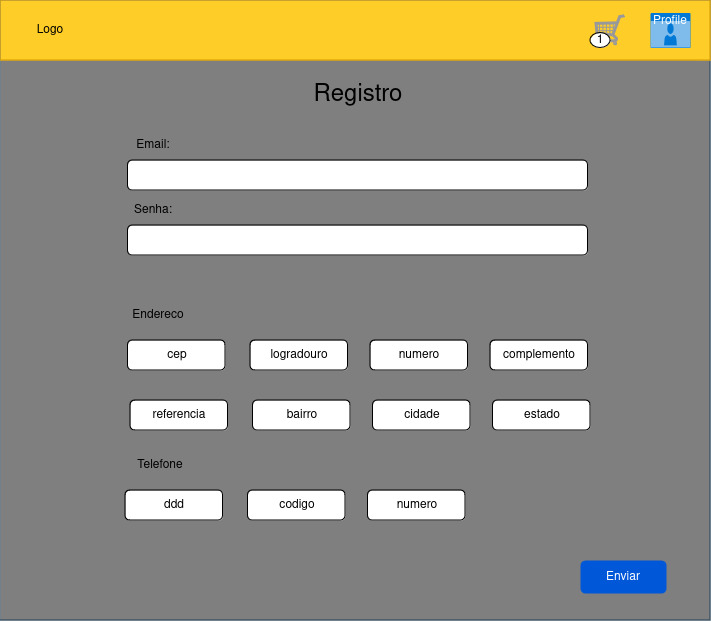 Logo
1
Profile
Registro
Email:
Senha:
Endereco
cep
logradouro
numero
complemento
referencia
bairro
cidade
estado
Telefone
ddd
codigo
numero
Enviar